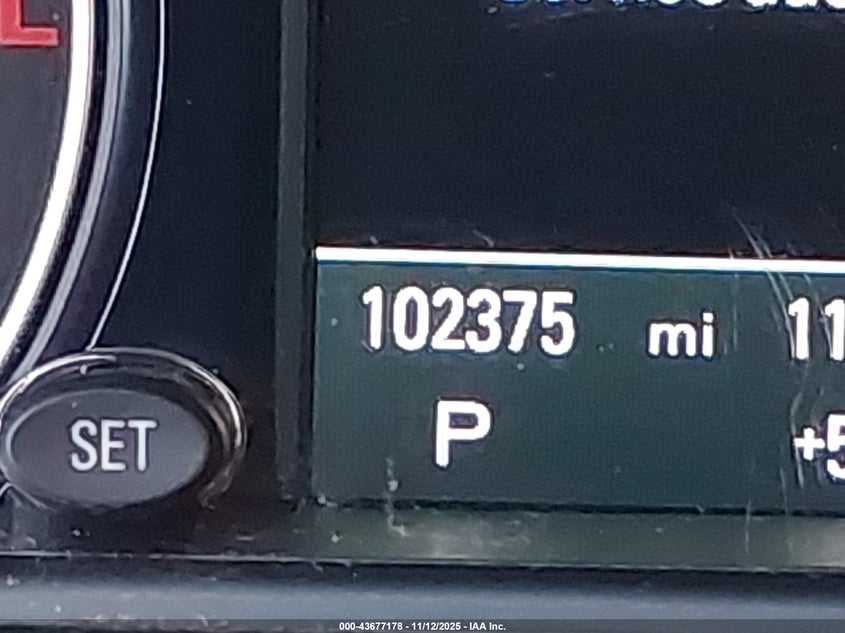 102375 mi
P
SET
000-43677178 - 11/12/2025 - IAA Inc.